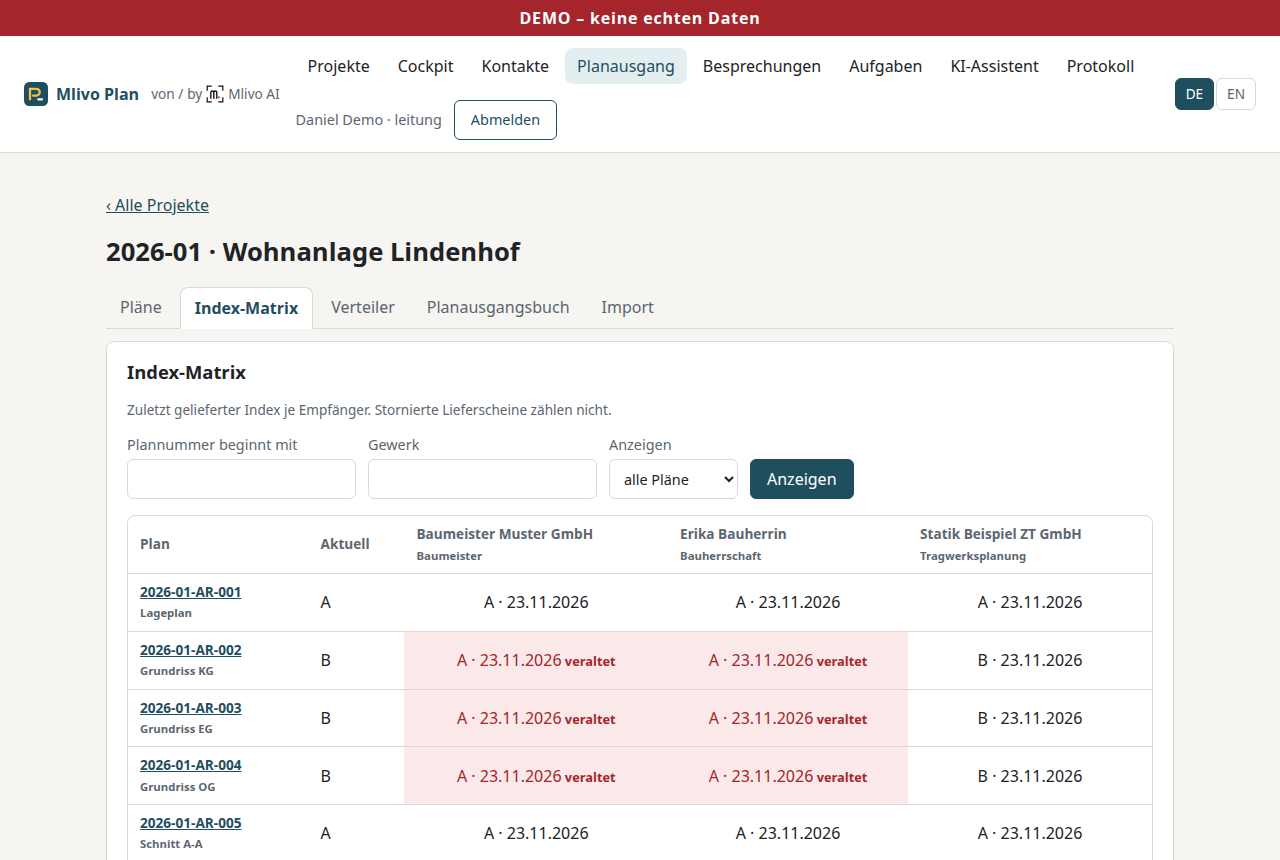 DEMO – keine echten Daten
Mlivo Plan von / by Mlivo AI
Projekte Cockpit Kontakte Planausgang Besprechungen Aufgaben KI-Assistent Protokoll
Daniel Demo · leitung Abmelden
DE EN
‹ Alle Projekte
2026-01 · Wohnanlage Lindenhof
Pläne Index-Matrix Verteiler Planausgangsbuch Import
Index-Matrix
Zuletzt gelieferter Index je Empfänger. Stornierte Lieferscheine zählen nicht.
Plannummer beginnt mit Gewerk Anzeigen
alle Pläne Anzeigen
Plan Aktuell Baumeister Muster GmbH Erika Bauherrin Statik Beispiel ZT GmbH
Baumeister Bauherrschaft Tragwerksplanung
2026-01-AR-001 A A · 23.11.2026 A · 23.11.2026 A · 23.11.2026
Lageplan
2026-01-AR-002 B A · 23.11.2026 veraltet A · 23.11.2026 veraltet B · 23.11.2026
Grundriss KG
2026-01-AR-003 B A · 23.11.2026 veraltet A · 23.11.2026 veraltet B · 23.11.2026
Grundriss EG
2026-01-AR-004 B A · 23.11.2026 veraltet A · 23.11.2026 veraltet B · 23.11.2026
Grundriss OG
2026-01-AR-005 A A · 23.11.2026 A · 23.11.2026 A · 23.11.2026
Schnitt A-A